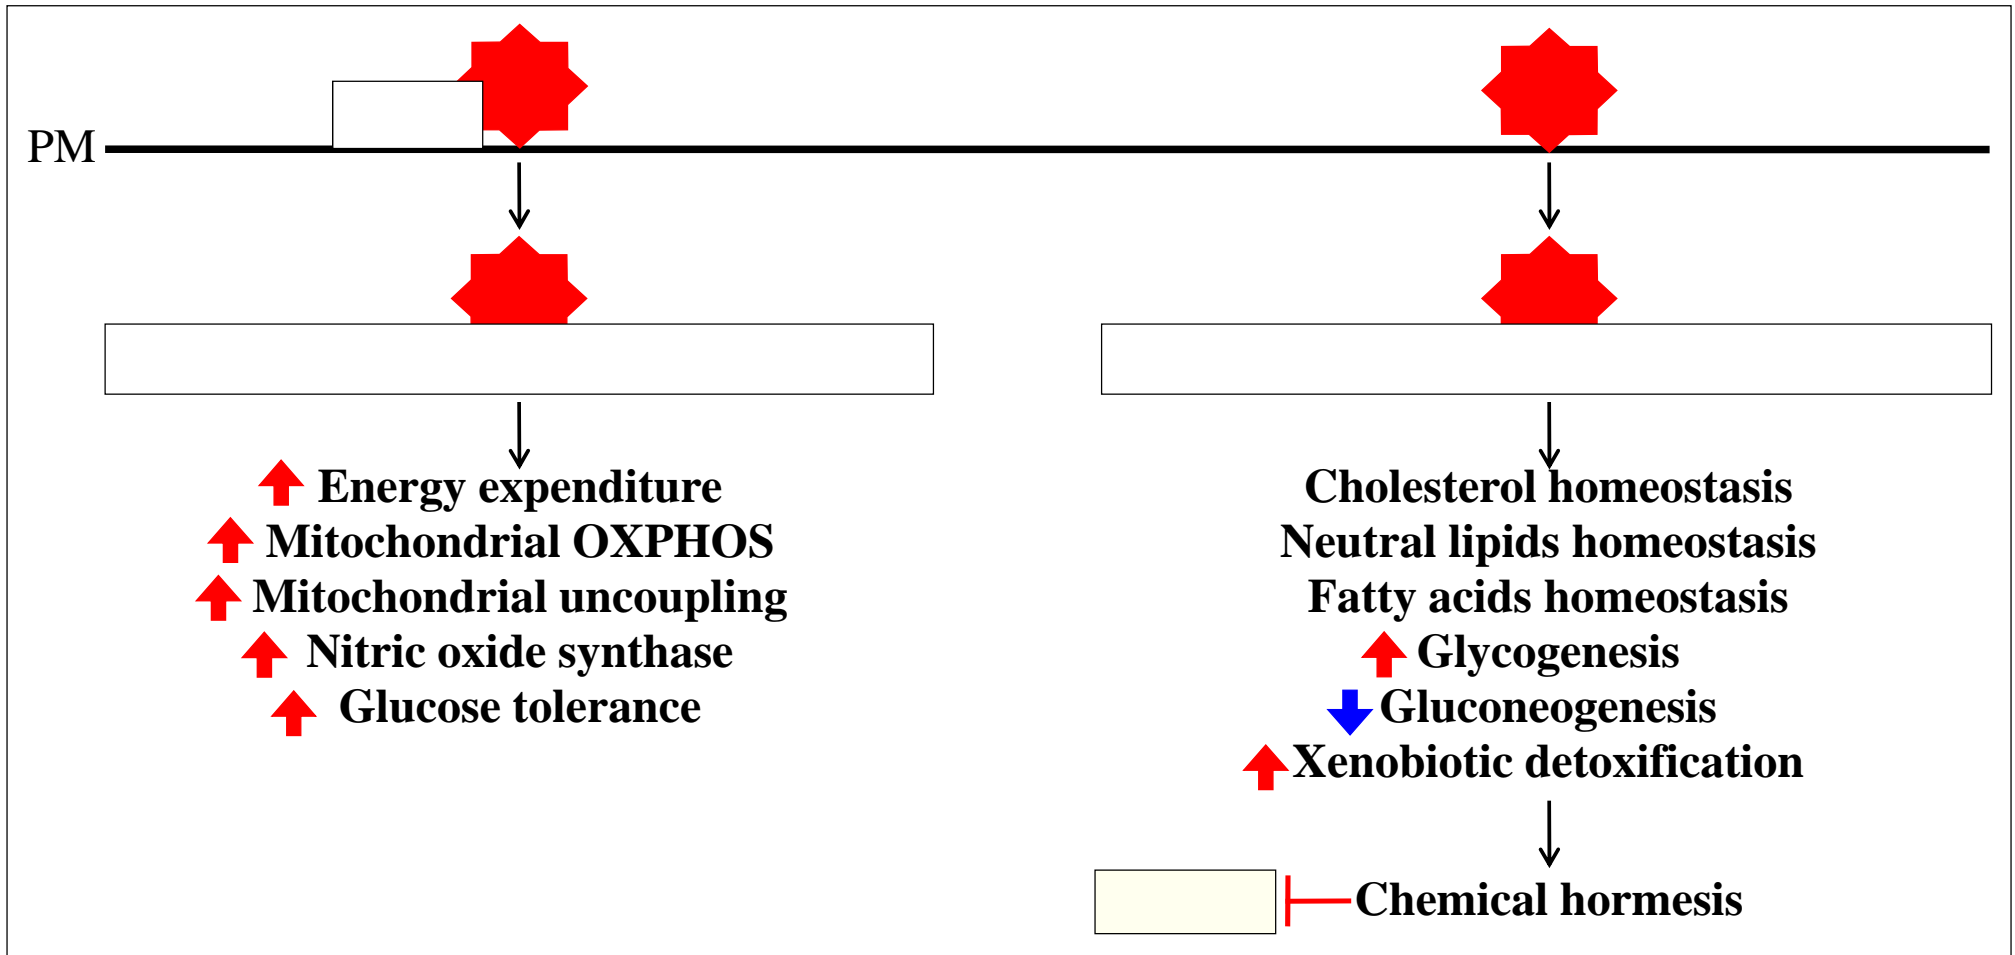 PM
Energy expenditure
Mitochondrial OXPHOS
Mitochondrial uncoupling
Nitric oxide synthase
Glucose tolerance
Cholesterol homeostasis
Neutral lipids homeostasis
Fatty acids homeostasis
Glycogenesis
Gluconeogenesis
Xenobiotic detoxification
Chemical hormesis